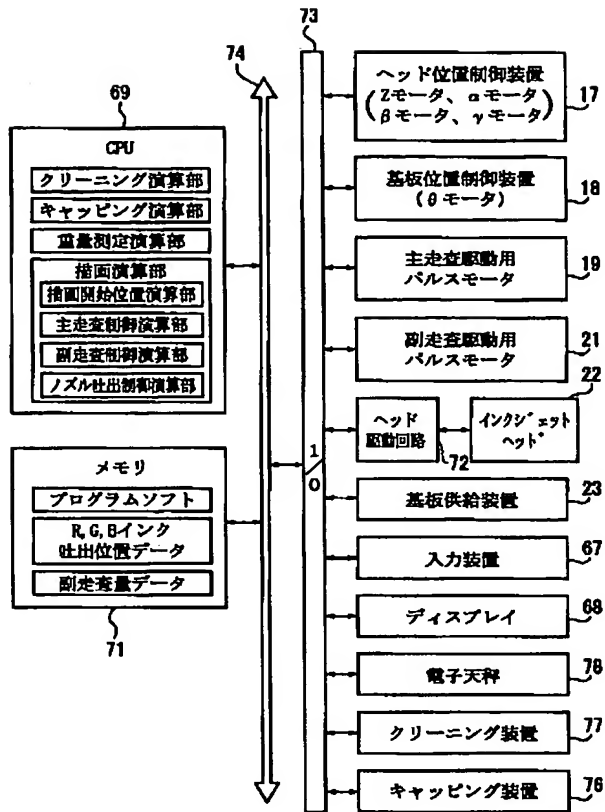 73
74
69
CPU
クリーニング演算部
キャッピング演算部
重量測定演算部
描画演算部
描画開始位置演算部
主走査制御演算部
副走査制御演算部
ノズル吐出制御演算部
メモリ
プログラムソフト
R,G,Bインク
吐出位置データ
副走査量データ
71
1/0
ヘッド位置制御装置
(Zモータ、αモータ
βモータ、γモータ)
17
基板位置制御装置
(θモータ)
18
主走査駆動用
パルスモータ
19
副走査駆動用
パルスモータ
21
ヘッド
駆動回路
72
インクジェット
ヘッド
22
基板供給装置
23
入力装置
67
ディスプレイ
68
電子天秤
78
クリーニング装置
77
キャッピング装置
76